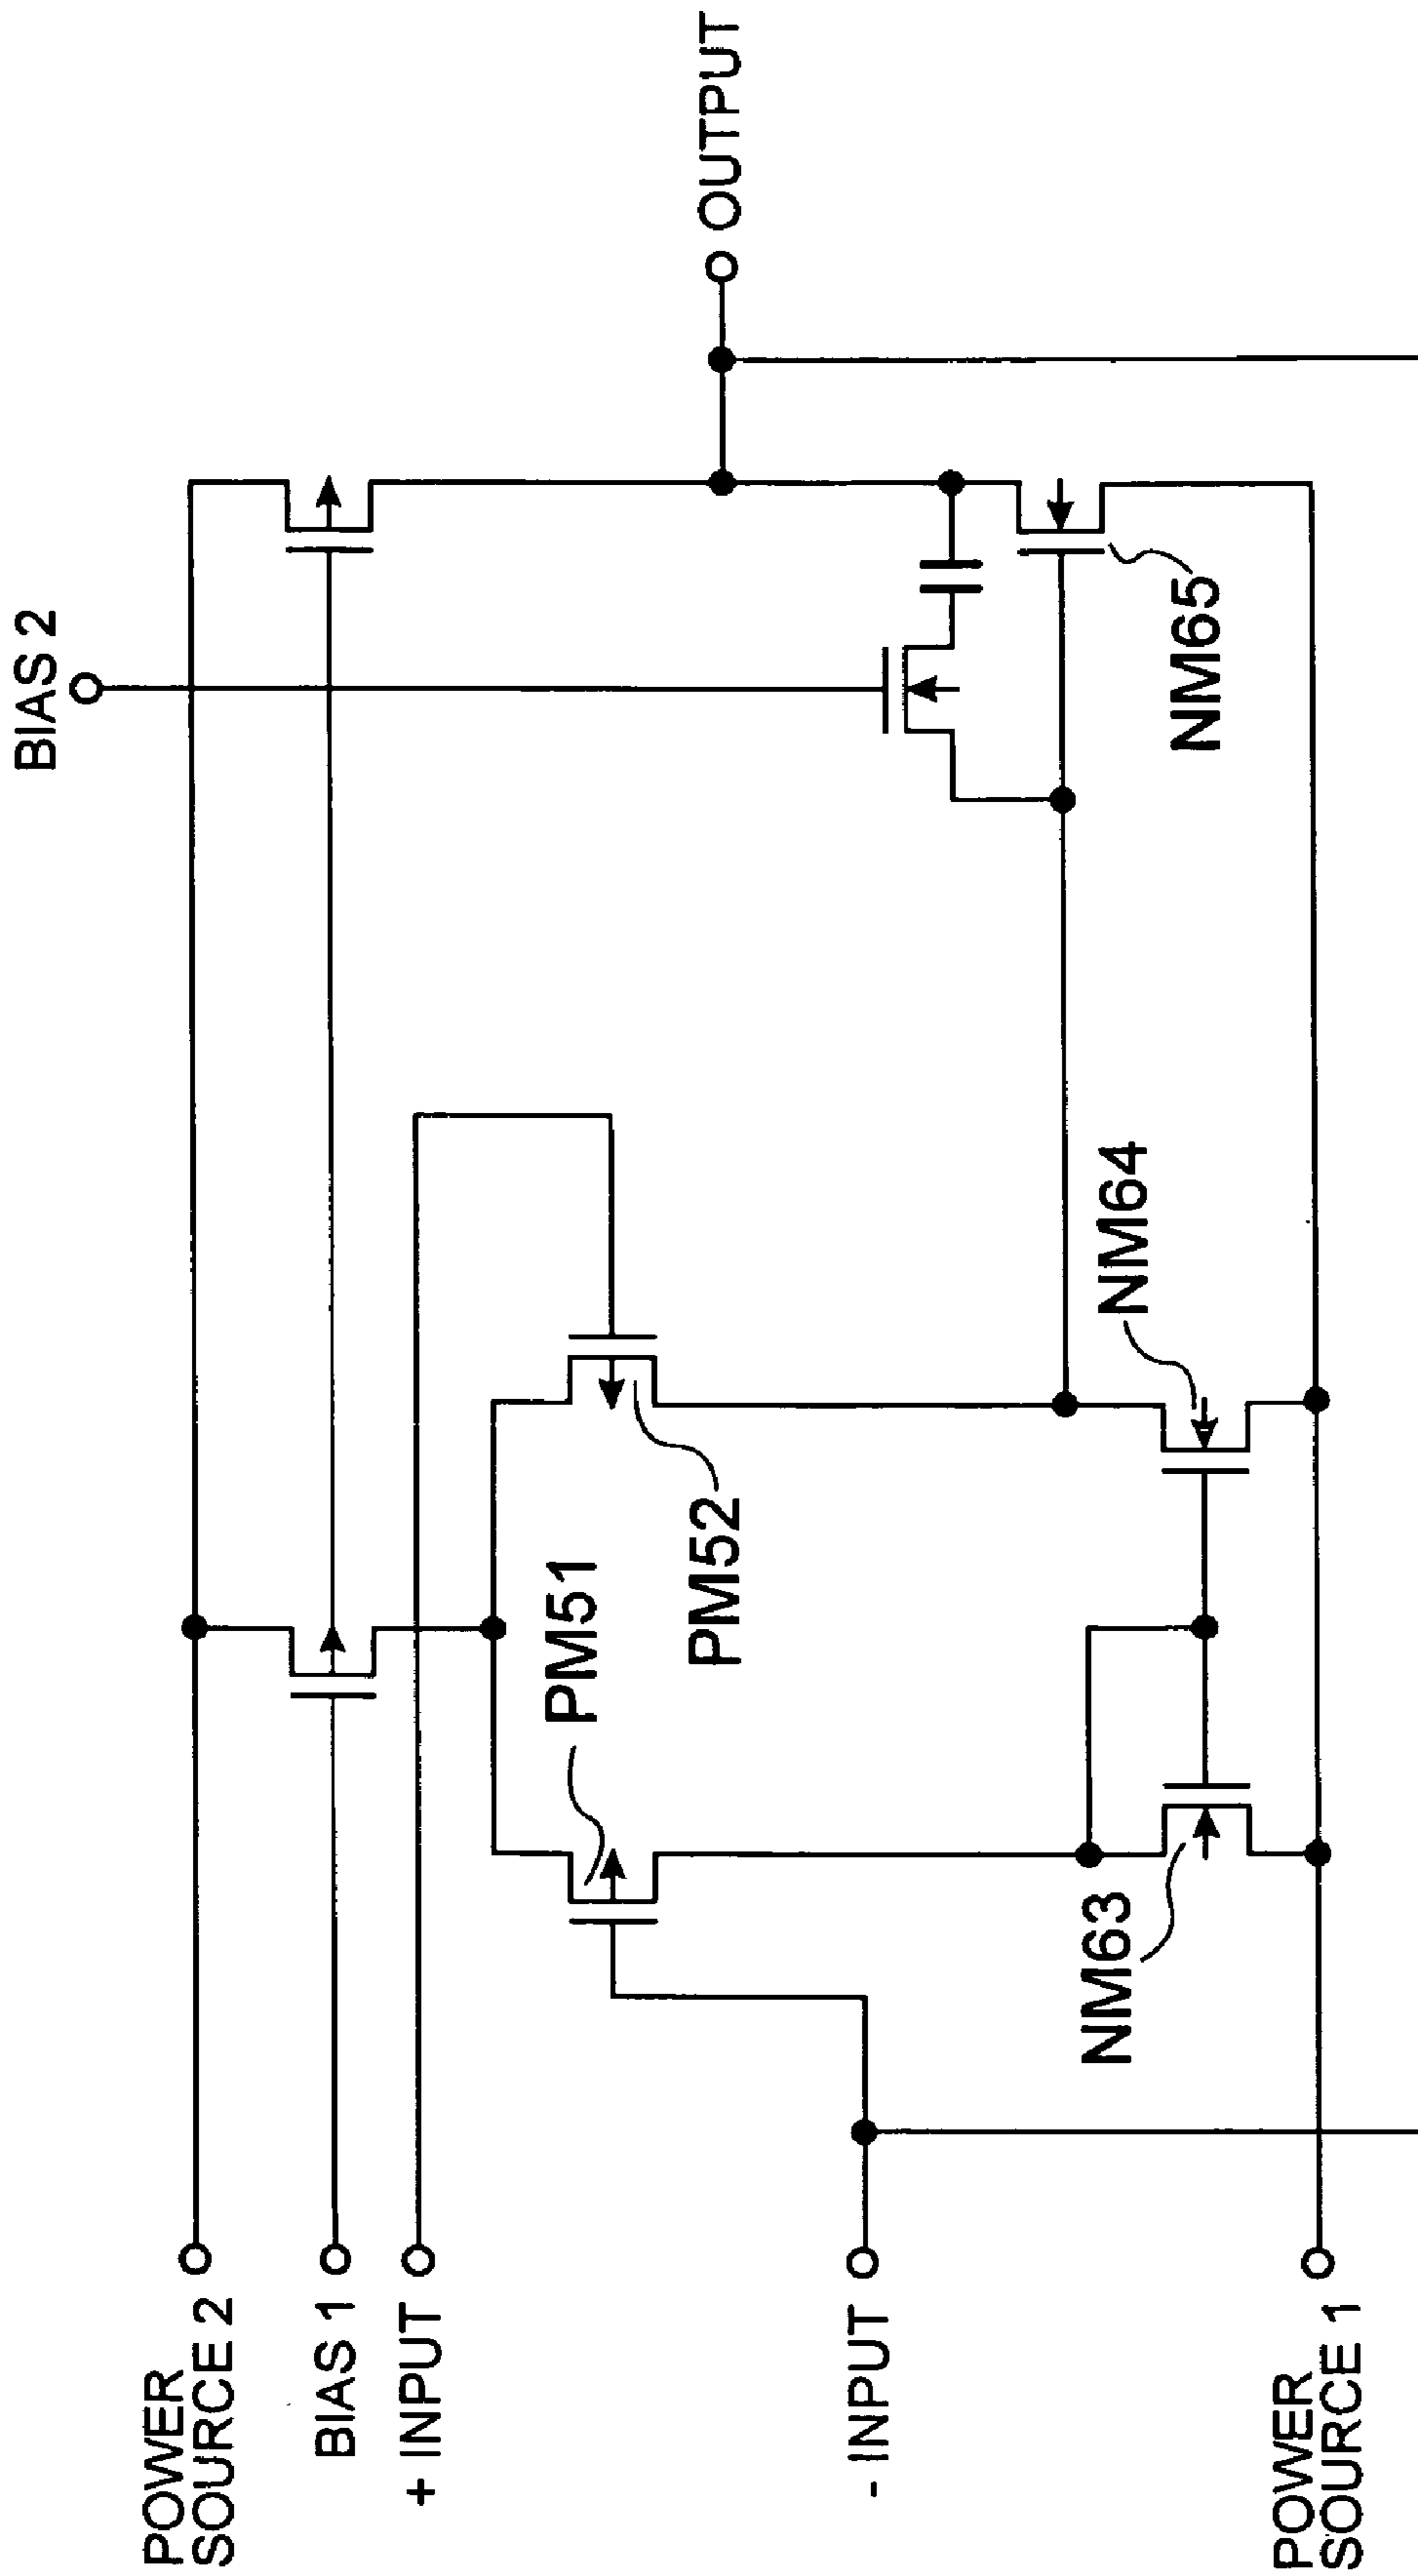 BIAS 2
OUTPUT
POWER
SOURCE 2
BIAS 1
+ INPUT
- INPUT
POWER
SOURCE 1
PM51
PM52
NM63
NM64
NM65